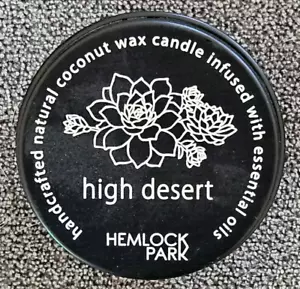 handcrafted natural coconut wax candle infused with essential oils
high desert
HEMLOCK
PARK